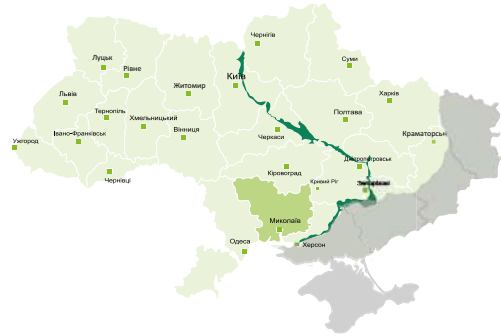 Чернігів
Суми
Луцьк
Рівне
Київ
Житомир
Харків
Львів
Тернопіль
Хмельницький
Полтава
Івано-Франківськ
Вінниця
Черкаси
Краматорськ
Ужгород
Дніпропетровськ
Кіровоград
Чернівці
Кривий Ріг
Миколаїв
Одеса
Херсон